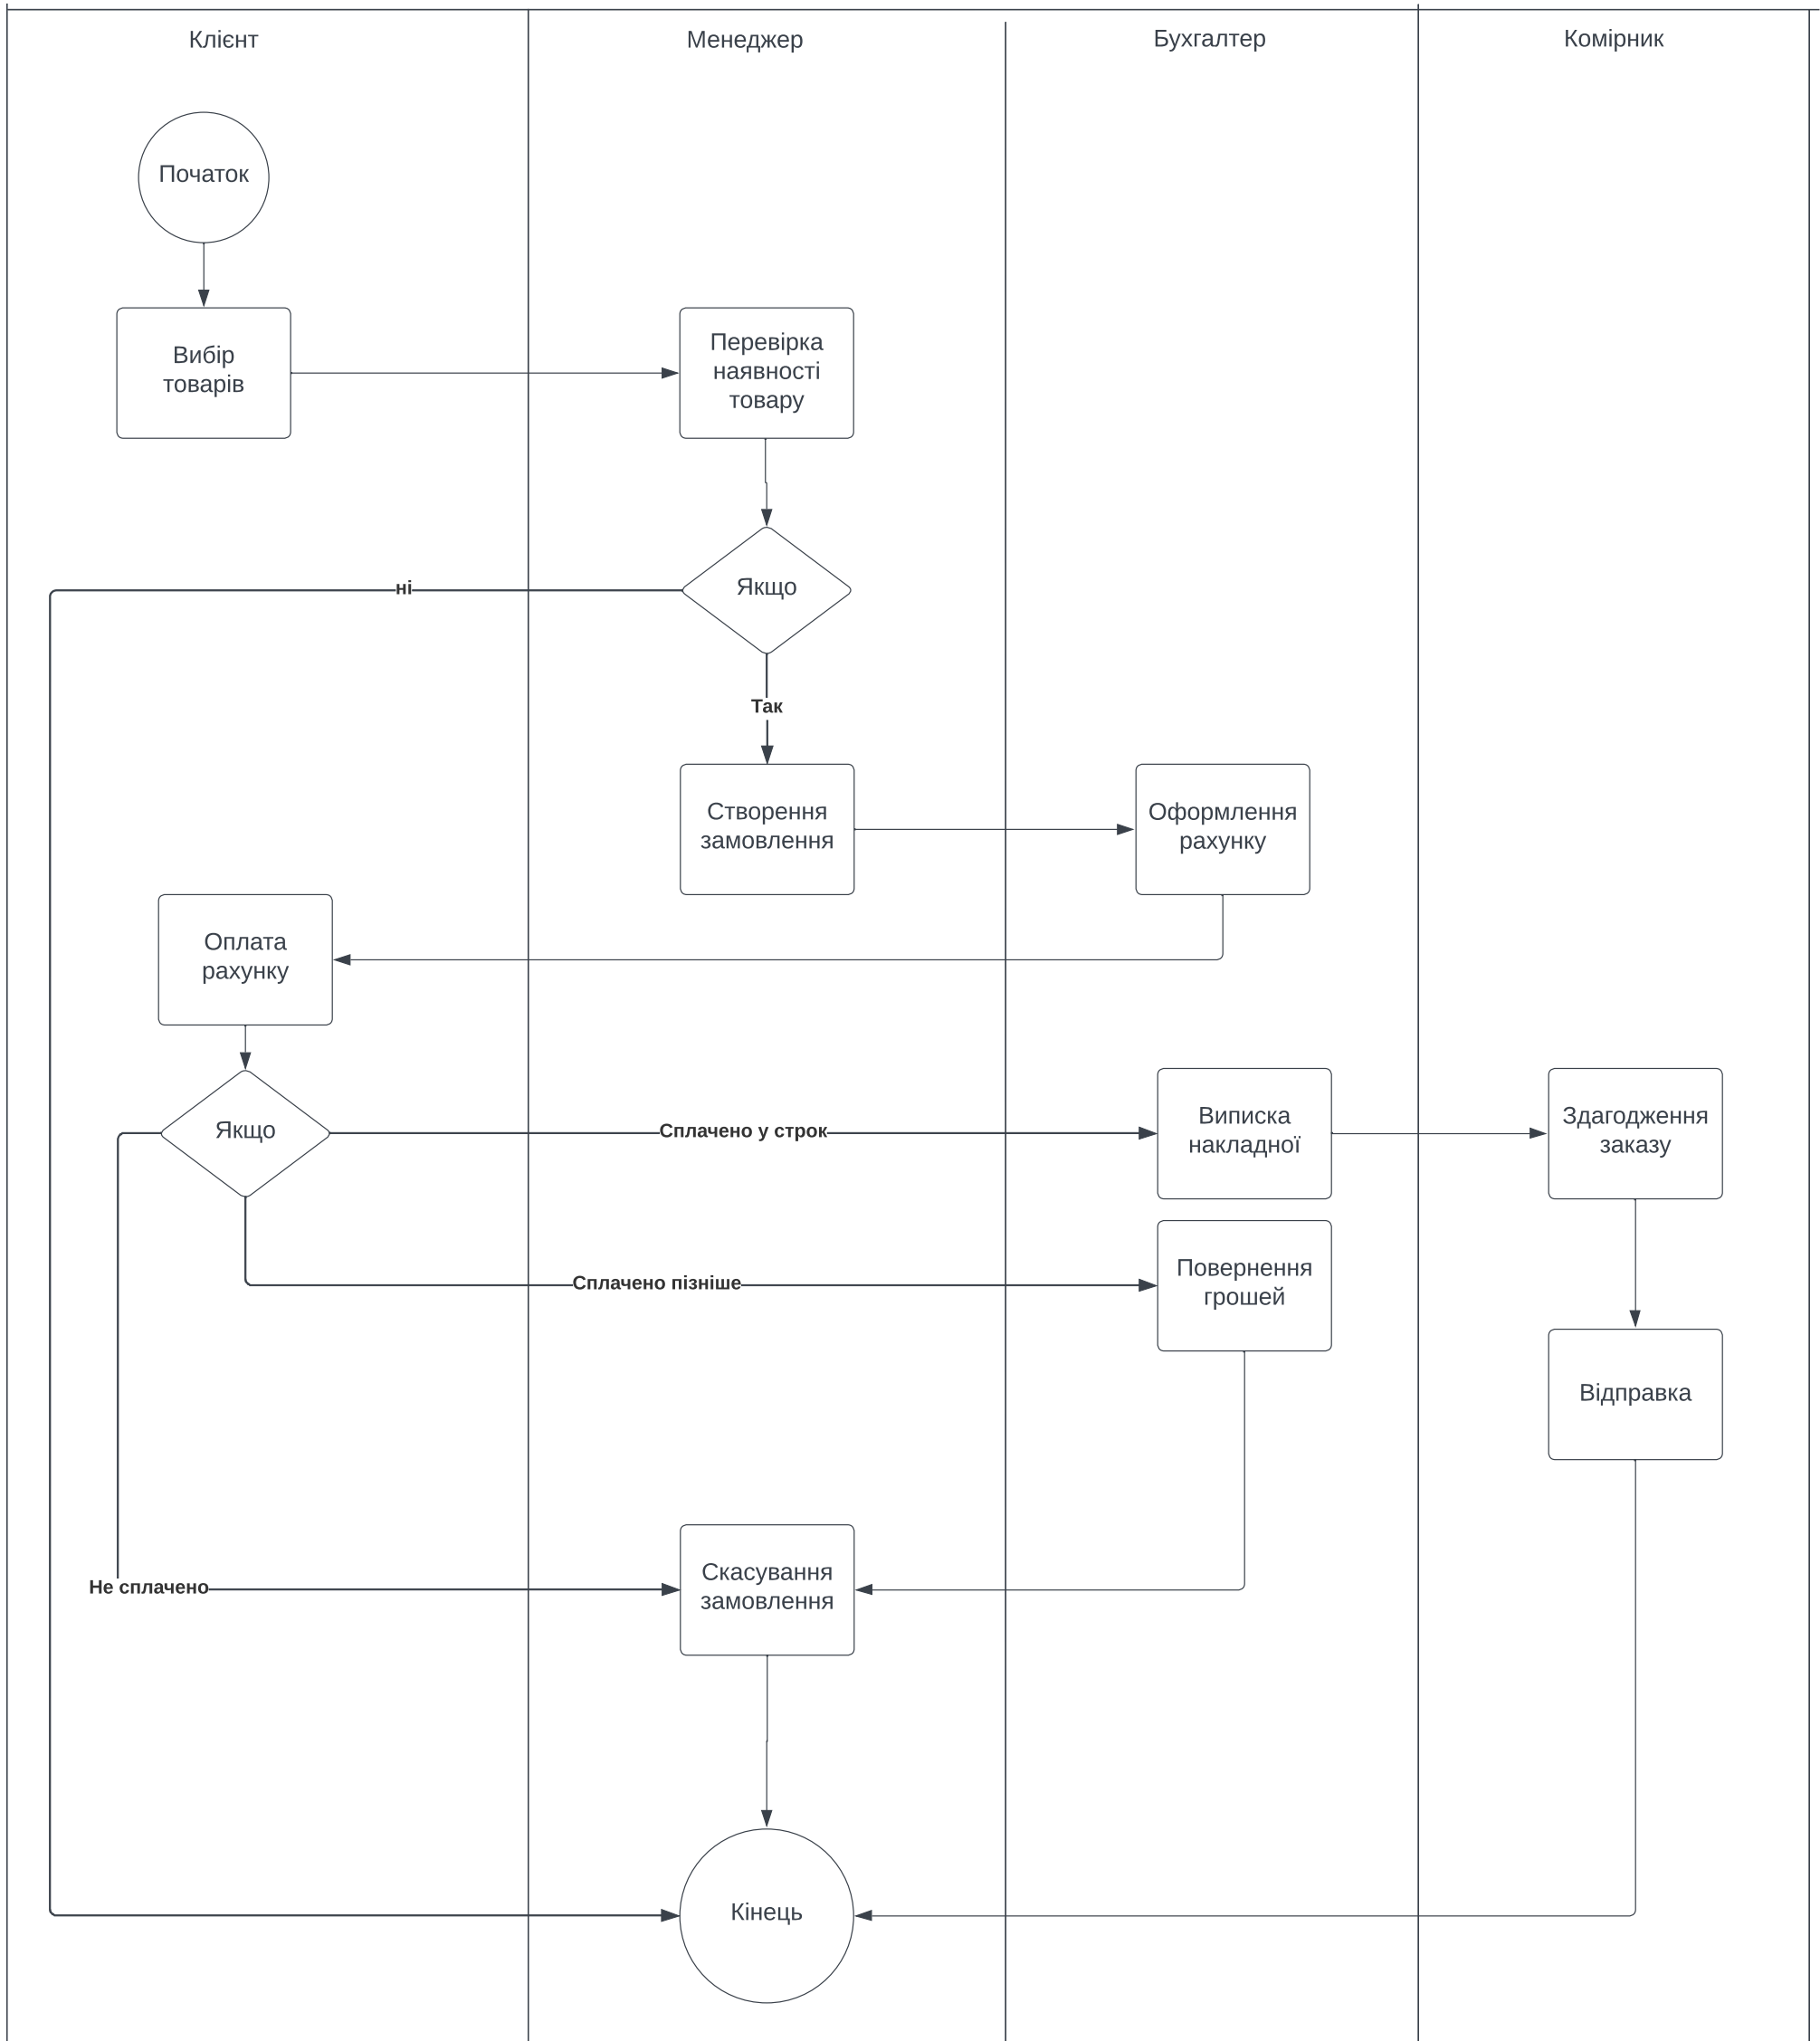 Клієнт
Менеджер
Бухгалтер
Комірник
Початок
Вибір
товарів
Перевірка
наявності
товару
Якщо
ні
Так
Створення
замовлення
Оформлення
рахунку
Оплата
рахунку
Якщо
Сплачено у строк
Виписка
накладної
Здагодження
заказу
Сплачено пізніше
Повернення
грошей
Відправка
Не сплачено
Скасування
замовлення
Кінець